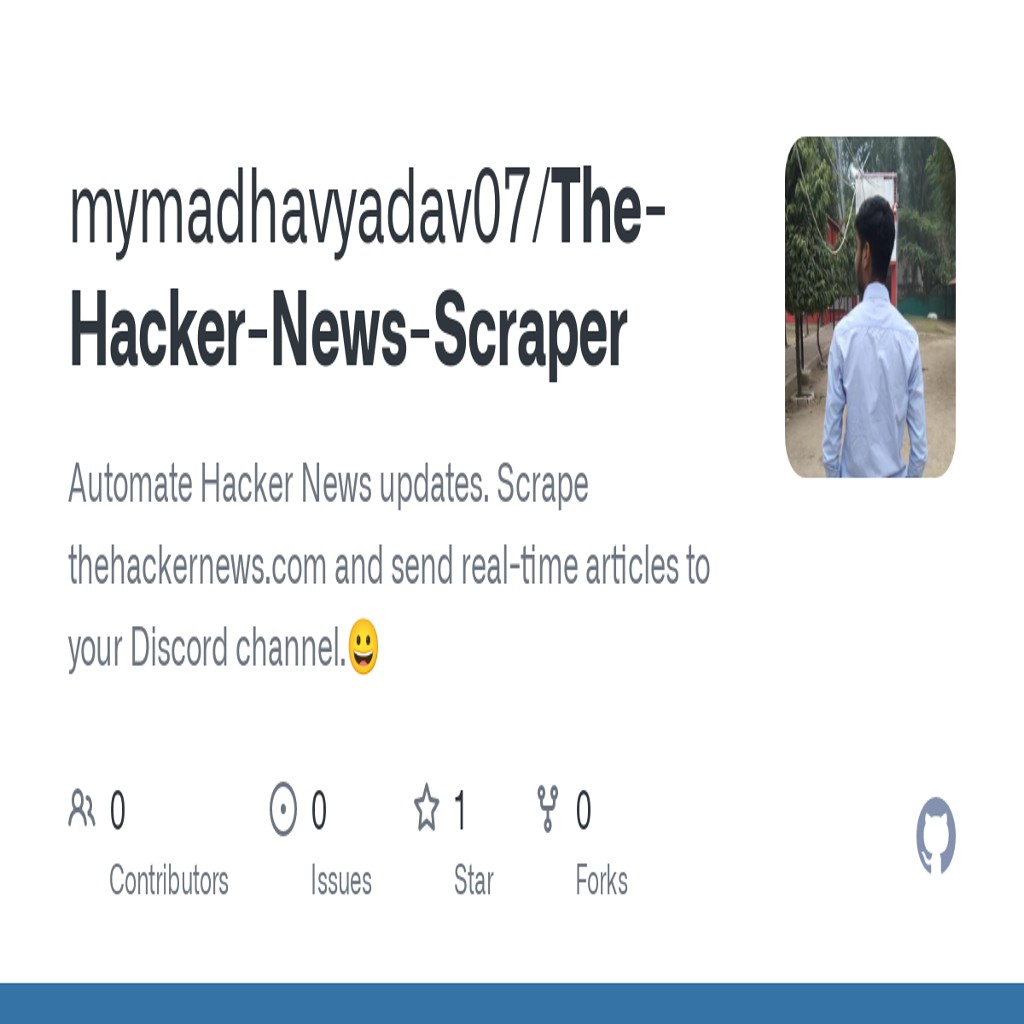 mymadhavyadav07/The-
Hacker-News-Scraper
Automate Hacker News updates. Scrape
thehackernews.com and send real-time articles to
your Discord channel.😀
0 0 1 0
Contributors Issues Star Forks